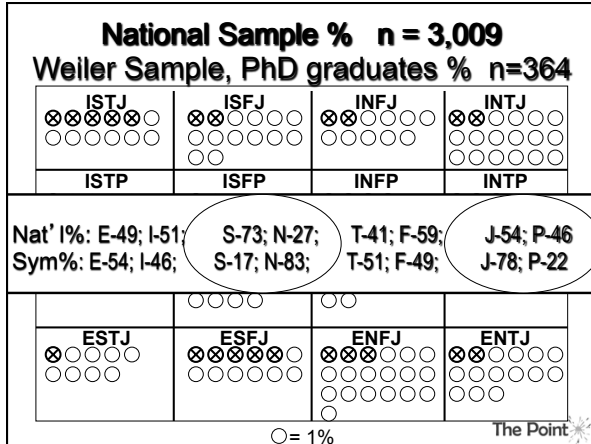 National Sample % n = 3,009
Weiler Sample, PhD graduates % n=364
ISTJ ISFJ INFJ INTJ
ISTP ISFP INFP INTP
Nat'l%: E-49; I-51; S-73; N-27; T-41; F-59; J-54; P-46
Sym%: E-54; I-46; S-17; N-83; T-51; F-49; J-78; P-22
ESTJ ESFJ ENFJ ENTJ
= 1%
The Point